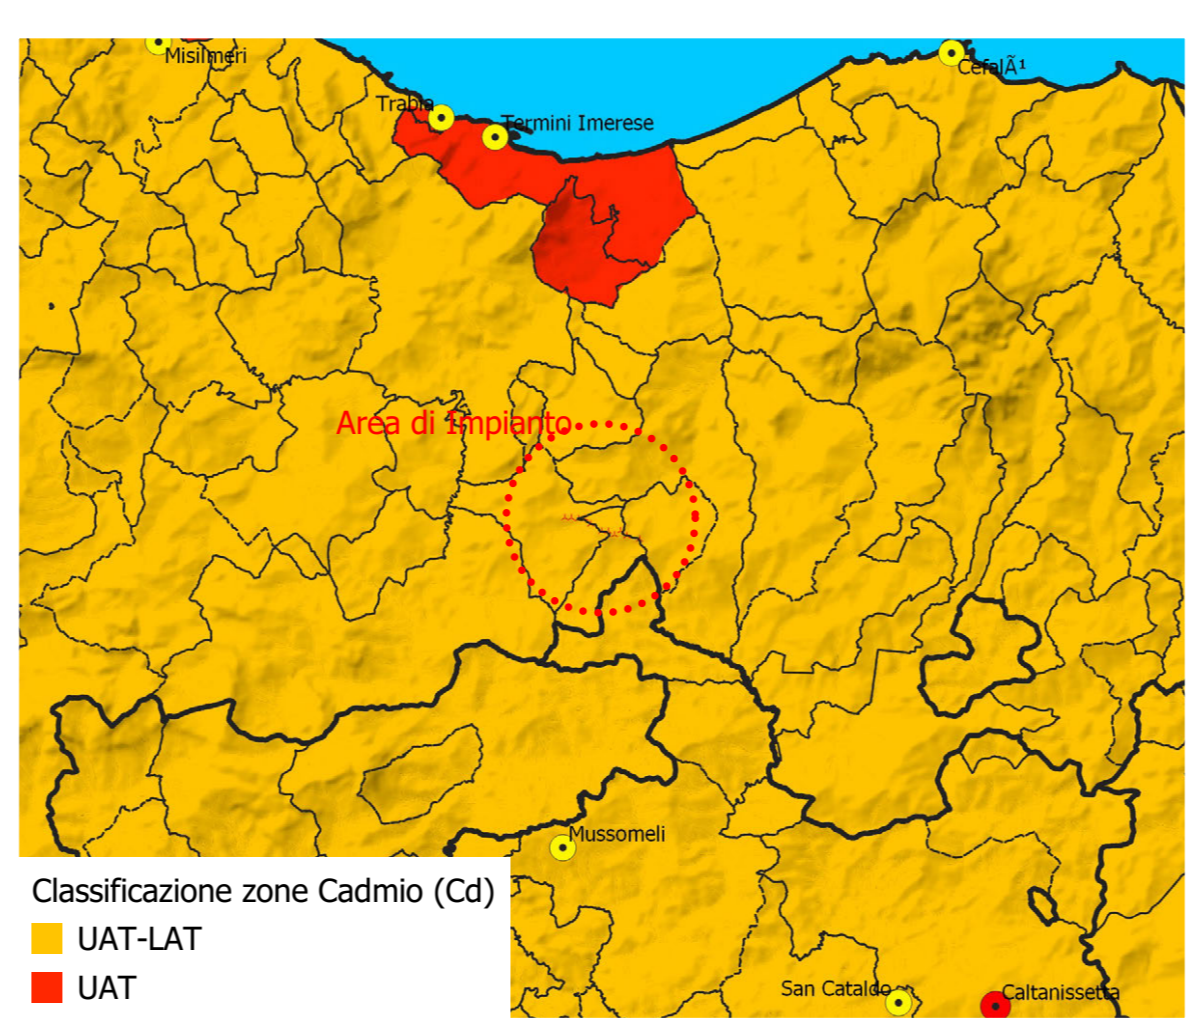 Misilmeri
CefalÃ¹
Trabia
Termini Imerese
Area di Impianto
Mussomeli
Classificazione zone Cadmio (Cd)
UAT-LAT
UAT
San Cataldo
Caltanissetta